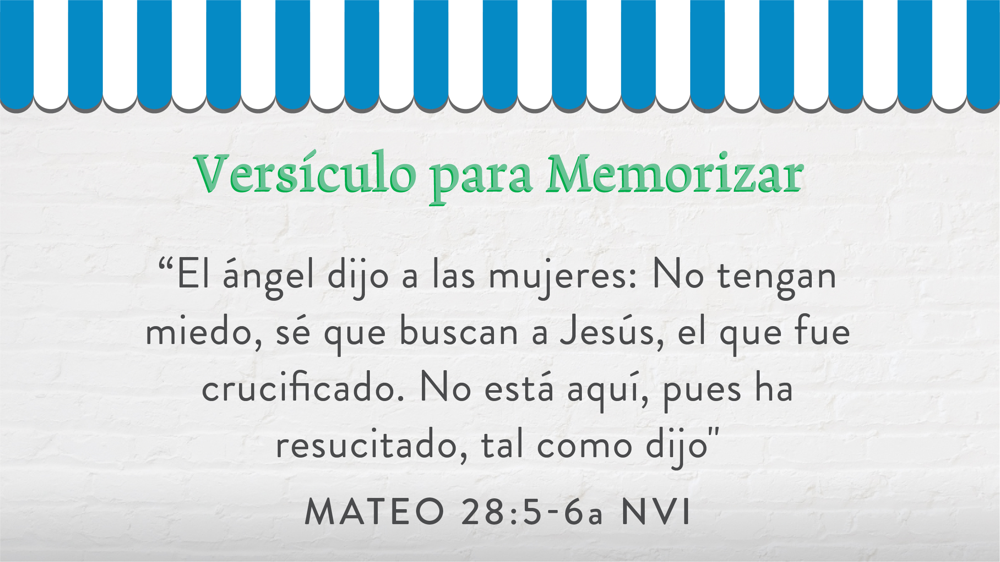 Versículo para Memorizar
“El ángel dijo a las mujeres: No tengan
miedo, sé que buscan a Jesús, el que fue
crucificado. No está aquí, pues ha
resucitado, tal como dijo"
MATEO 28:5-6a NVI